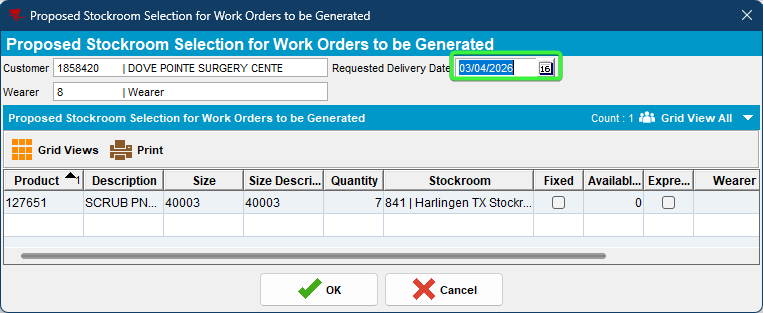 Proposed Stockroom Selection for Work Orders to be Generated
Proposed Stockroom Selection for Work Orders to be Generated
Customer 1858420 | DOVE POINTE SURGERY CENTE Requested Delivery Date 03/04/2026 16
Wearer 8 | Wearer
Proposed Stockroom Selection for Work Orders to be Generated Count : 1 Grid View All
Grid Views Print
Product 1 Description Size Size Descri... Quantity Stockroom Fixed Availabl... Expre... Wearer
127651 SCRUB PN... 40003 40003 7 841 | Harlingen TX Stockr... 0
OK Cancel